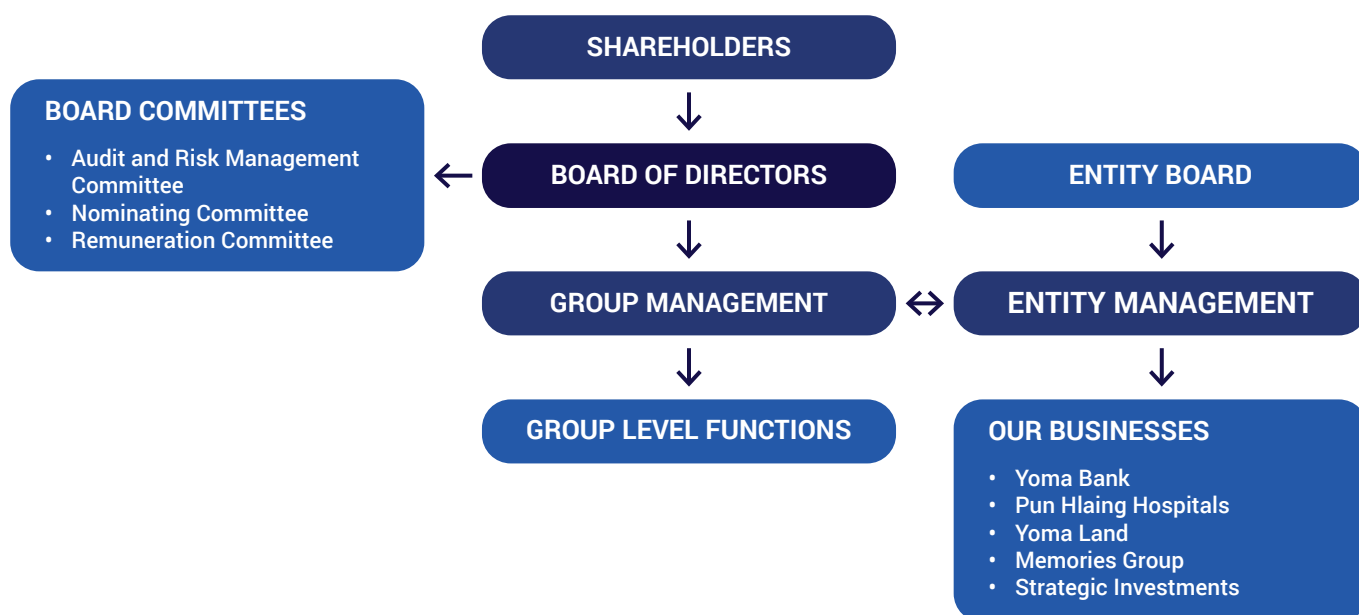 SHAREHOLDERS
BOARD COMMITTEES
• Audit and Risk Management
Committee
• Nominating Committee
• Remuneration Committee
BOARD OF DIRECTORS
ENTITY BOARD
GROUP MANAGEMENT
ENTITY MANAGEMENT
GROUP LEVEL FUNCTIONS
OUR BUSINESSES
• Yoma Bank
• Pun Hlaing Hospitals
• Yoma Land
• Memories Group
• Strategic Investments